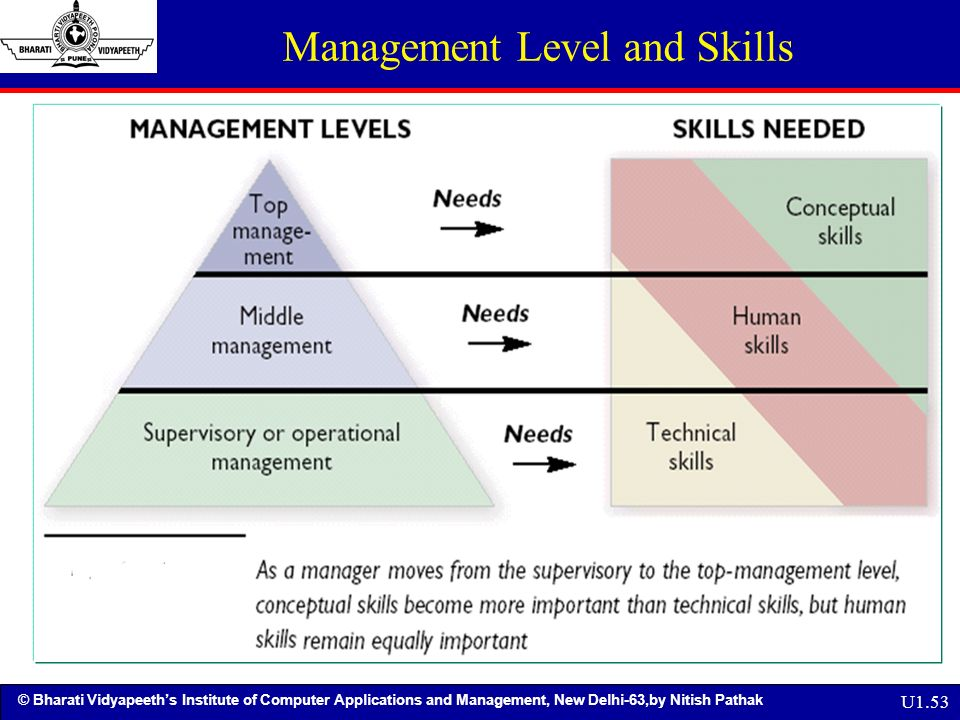 BHARATI VIDYAPEETH
BHARATI VIDYAPEETH POONA
PUNE
Management Level and Skills
MANAGEMENT LEVELS
SKILLS NEEDED
Top
manage-
ment
Needs
Conceptual
skills
Middle
management
Needs
Human
skills
Supervisory or operational
management
Needs
Technical
skills
As a manager moves from the supervisory to the top-management level,
conceptual skills become more important than technical skills, but human
skills remain equally important
© Bharati Vidyapeeth's Institute of Computer Applications and Management, New Delhi-63,by Nitish Pathak
U1.53